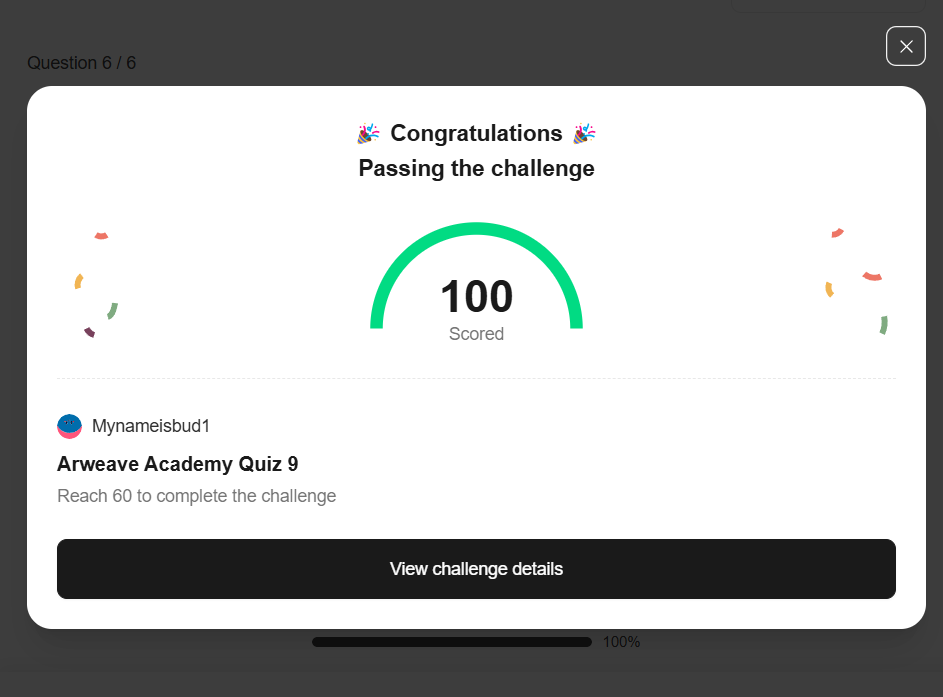 Question 6 / 6
🎉 Congratulations 🎉
Passing the challenge
100
Scored
Mynameisbud1
Arweave Academy Quiz 9
Reach 60 to complete the challenge
View challenge details
100%